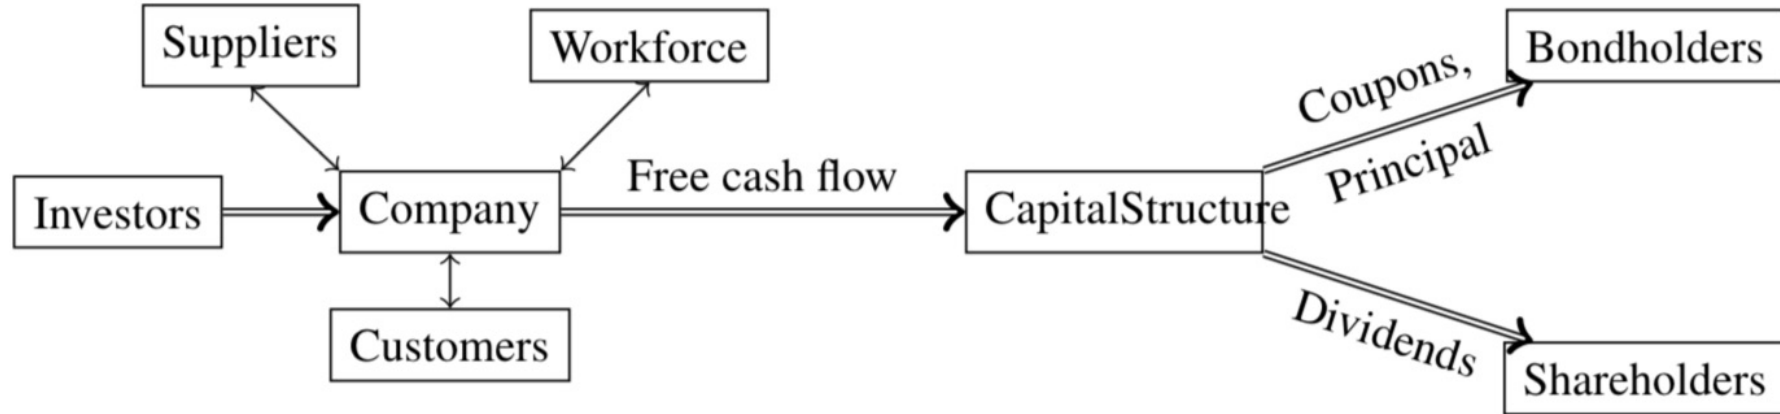 Suppliers
Workforce
Bondholders
Coupons,
Principal
Free cash flow
Investors
Company
CapitalStructure
Customers
Dividends
Shareholders